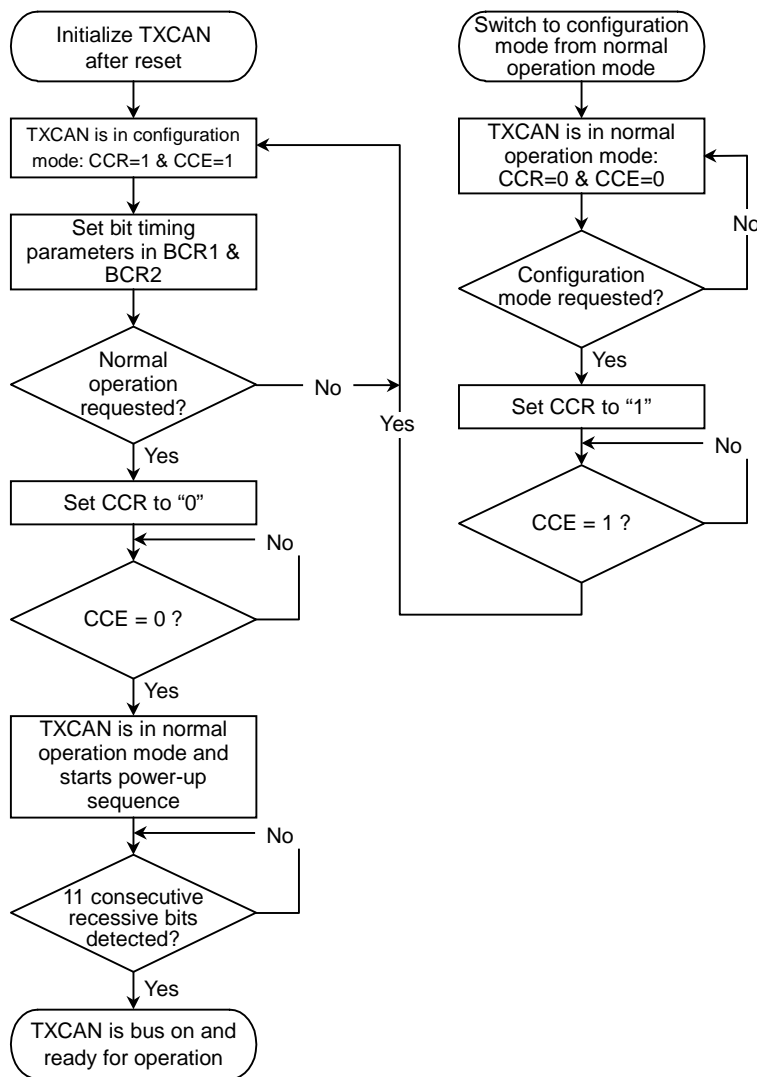 Initialize TXCAN
after reset
TXCAN is in configuration
mode: CCR=1 & CCE=1
Set bit timing
parameters in BCR1 &
BCR2
Normal
operation
requested?
No
Yes
Set CCR to “0”
No
CCE = 0 ?
Yes
TXCAN is in normal
operation mode and
starts power-up
sequence
No
11 consecutive
recessive bits
detected?
Yes
TXCAN is bus on and
ready for operation
Switch to configuration
mode from normal
operation mode
TXCAN is in normal
operation mode:
CCR=0 & CCE=0
No
Configuration
mode requested?
Yes
Set CCR to “1”
Yes
No
CCE = 1 ?